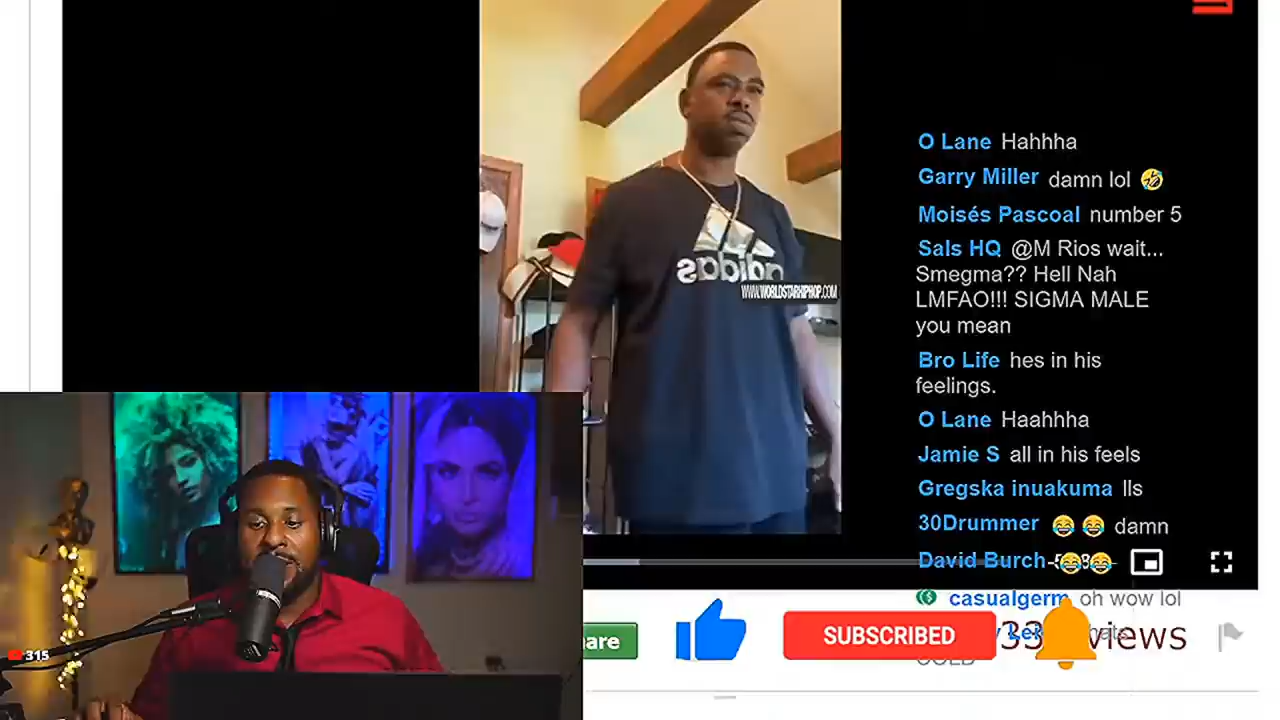 O Lane Hahhha
Garry Miller damn lol 🤣
Moisés Pascoal number 5
Sals HQ @M Rios wait...
Smegma?? Hell Nah
LMFAO!!! SIGMA MALE
you mean
adidas
WWW.WORLDSTARHIPHOP.COM
Bro Life hes in his
feelings.
O Lane Haahhha
Jamie S all in his feels
Gregska inuakuma lls
30Drummer 😂 😂 damn
David Burch 😂😂
casualgerm oh wow lol
are
SUBSCRIBED
views
315